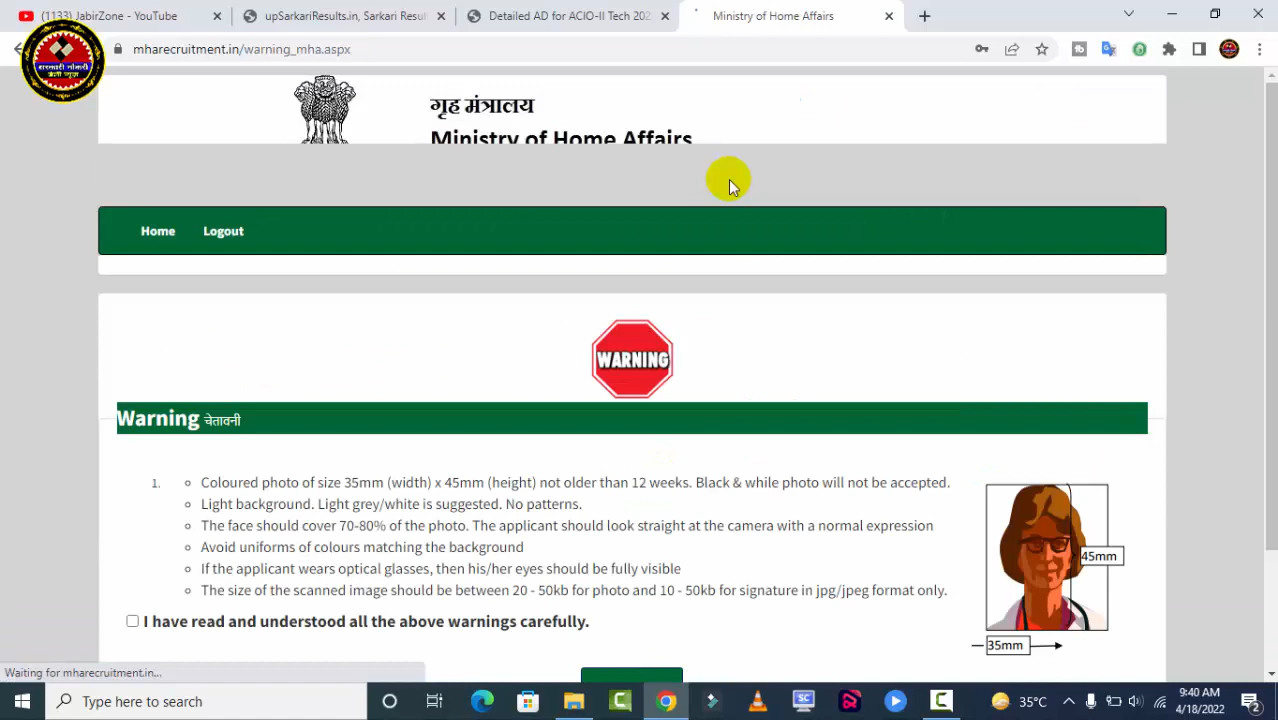 (1133) JabirZone - YouTube
upSarkariResults.in, Sarkari Resul
Detailed AD for ACIO-II Tech 202
Ministry of Home Affairs
mharecruitment.in/warning_mha.aspx
सरकारी नौकरी
गृह मंत्रालय
Ministry of Home Affairs
Home Logout
WARNING
Warning चेतावनी
1. Coloured photo of size 35mm (width) x 45mm (height) not older than 12 weeks. Black & while photo will not be accepted.
Light background. Light grey/white is suggested. No patterns.
The face should cover 70-80% of the photo. The applicant should look straight at the camera with a normal expression
Avoid uniforms of colours matching the background
If the applicant wears optical glasses, then his/her eyes should be fully visible
The size of the scanned image should be between 20 - 50kb for photo and 10 - 50kb for signature in jpg/jpeg format only.
45mm
35mm
I have read and understood all the above warnings carefully.
Waiting for mharecruitment.in...
Type here to search
SC
35°C
9:40 AM
4/18/2022
2